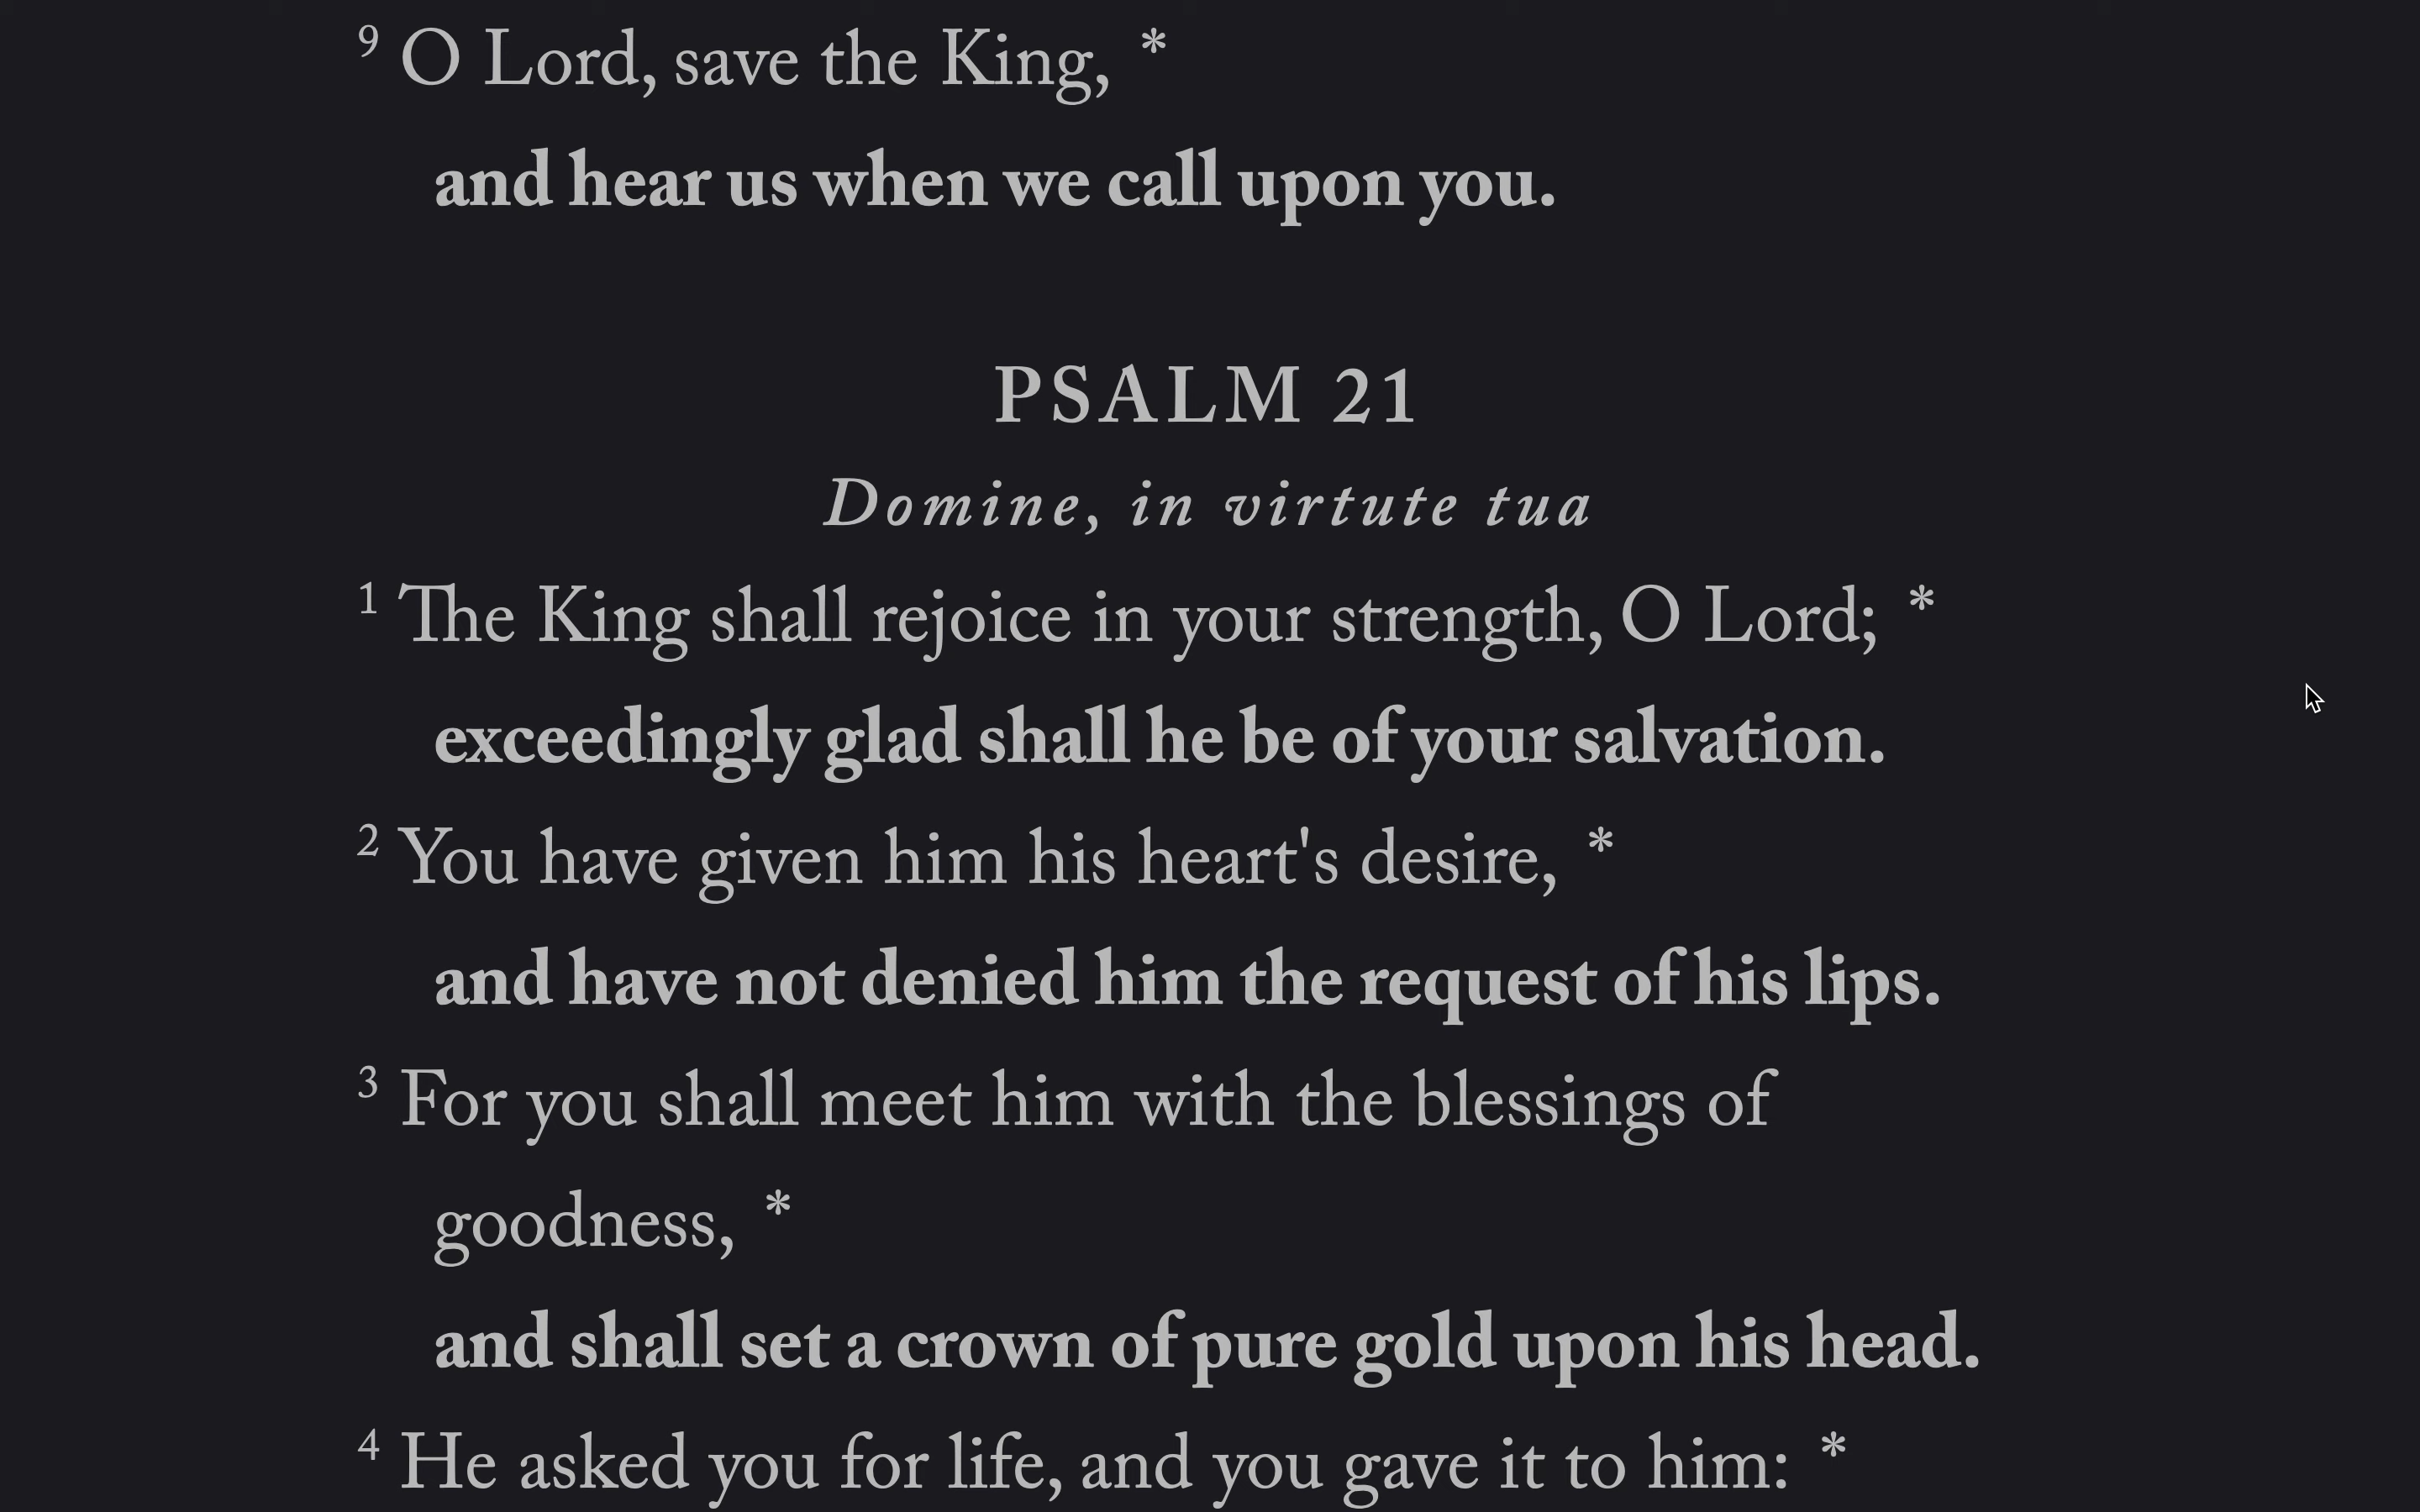 9 O Lord, save the King, *
and hear us when we call upon you.
PSALM 21
Domine, in virtute tua
1 The King shall rejoice in your strength, O Lord; *
exceedingly glad shall he be of your salvation.
2 You have given him his heart's desire, *
and have not denied him the request of his lips.
3 For you shall meet him with the blessings of
goodness, *
and shall set a crown of pure gold upon his head.
4 He asked you for life, and you gave it to him: *